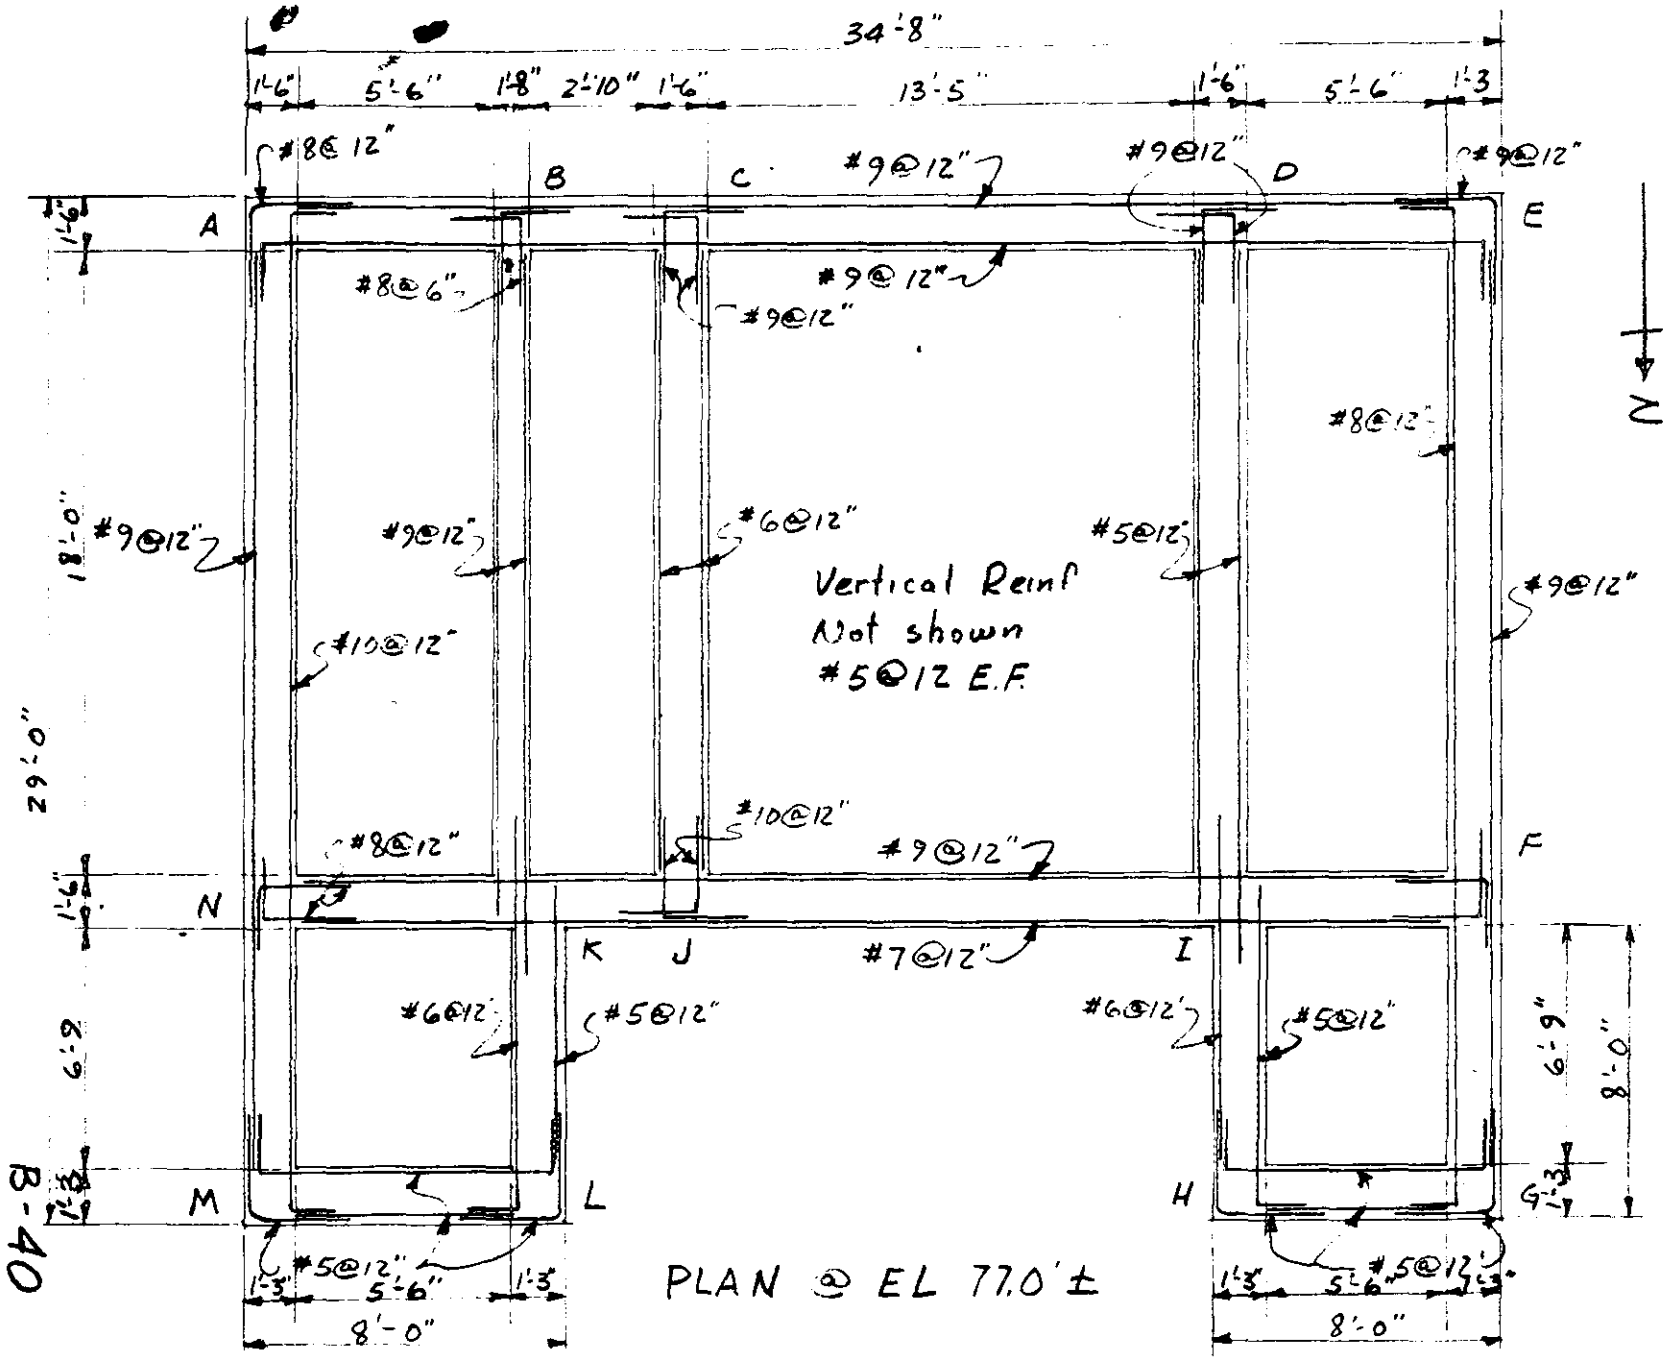 34'-8"
1'-6" 5'-6" 1'-8" 2'-10" 1'-6" 13'-5" 1'-6" 5'-6" 1'-3
#8@12" #9@12" #9@12" #9@12"
B C D
A E
1'-6"
#8@6" #9@12"
#9@12"
N
#8@12"
18'-0"
#9@12" #9@12" #6@12" #5@12" #9@12"
Vertical Reinf
Not shown
#5@12 E.F.
#10@12"
29'-0"
#10@12"
#8@12" #9@12" F
1'-6"
N K J #7@12" I
#6@12' #5@12" #6@12' #5@12"
6'-9 6'-9" 8'-0"
M L H G 1'-3
B-40
#5@12" #5@12'
1'-3" 5'-6" 1'-3" 1'-3" 5'-6" 1'-3"
8'-0" 8'-0"
PLAN @ EL 77.0'±